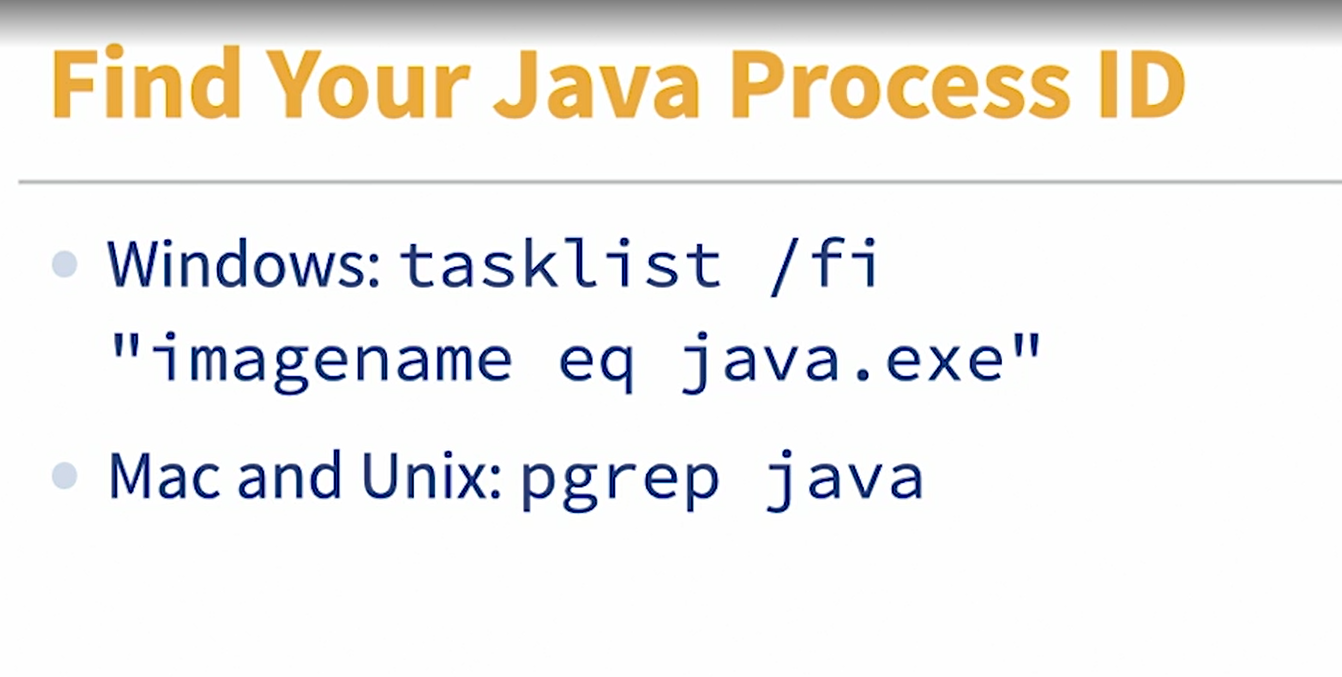 Find Your Java Process ID
Windows: tasklist /fi
"imagename eq java.exe"
Mac and Unix: pgrep java